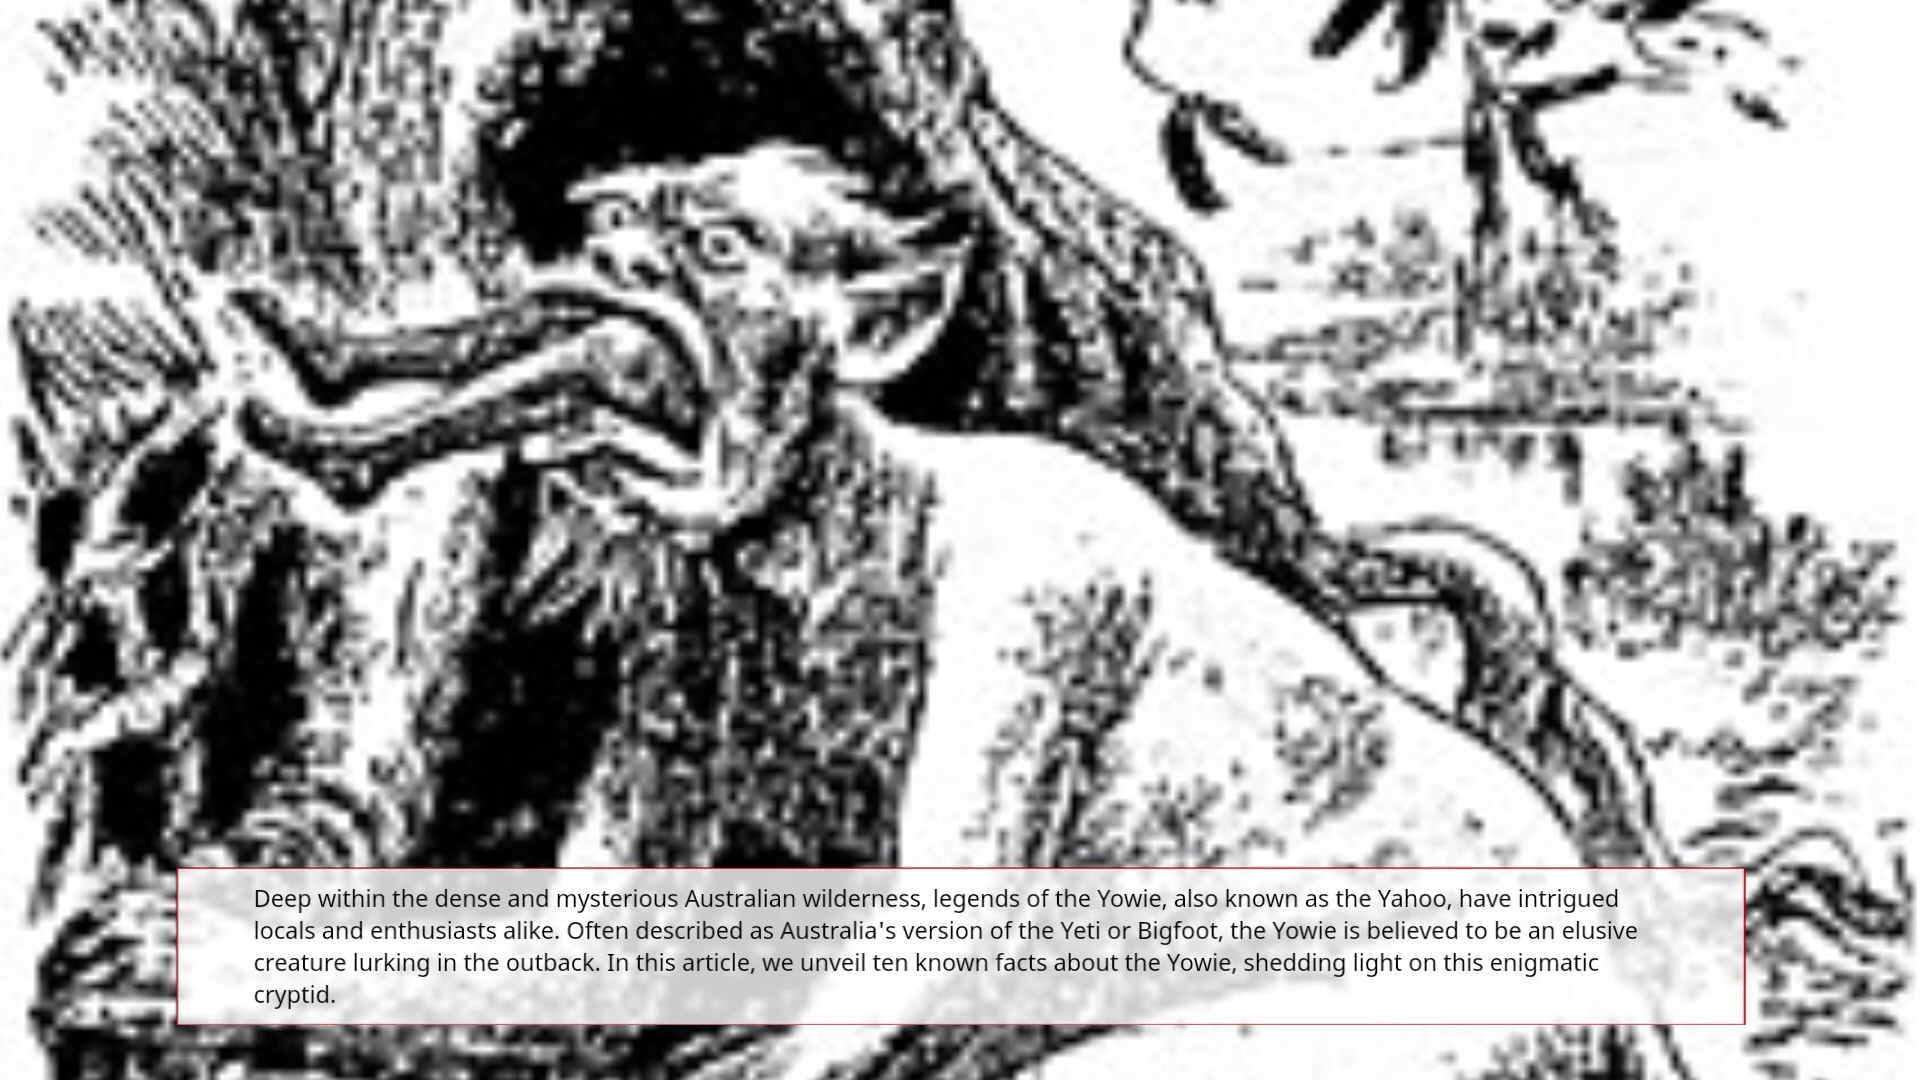 Deep within the dense and mysterious Australian wilderness, legends of the Yowie, also known as the Yahoo, have intrigued
locals and enthusiasts alike. Often described as Australia's version of the Yeti or Bigfoot, the Yowie is believed to be an elusive
creature lurking in the outback. In this article, we unveil ten known facts about the Yowie, shedding light on this enigmatic
cryptid.